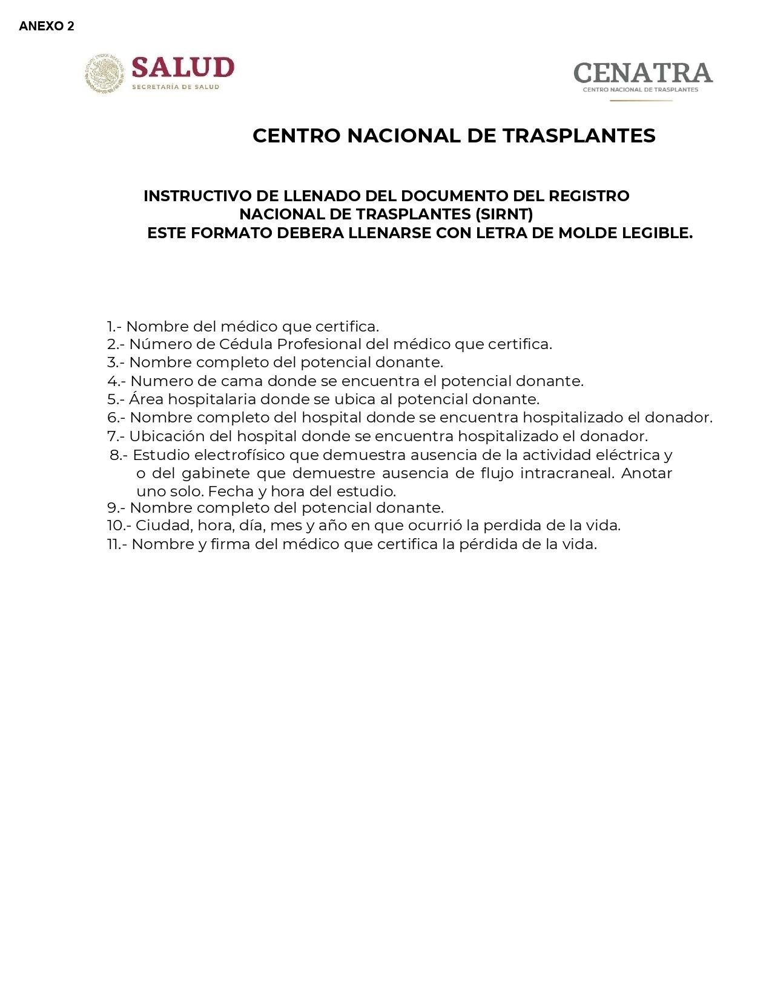 ANEXO 2
ESTADOS UNIDOS MEXICANOS
SALUD
SECRETARÍA DE SALUD
CENATRA
CENTRO NACIONAL DE TRASPLANTES
CENTRO NACIONAL DE TRASPLANTES
INSTRUCTIVO DE LLENADO DEL DOCUMENTO DEL REGISTRO
NACIONAL DE TRASPLANTES (SIRNT)
ESTE FORMATO DEBERA LLENARSE CON LETRA DE MOLDE LEGIBLE.
1.- Nombre del médico que certifica.
2.- Número de Cédula Profesional del médico que certifica.
3.- Nombre completo del potencial donante.
4.- Numero de cama donde se encuentra el potencial donante.
5.- Área hospitalaria donde se ubica al potencial donante.
6.- Nombre completo del hospital donde se encuentra hospitalizado el donador.
7.- Ubicación del hospital donde se encuentra hospitalizado el donador.
8.- Estudio electrofísico que demuestra ausencia de la actividad eléctrica y
o del gabinete que demuestre ausencia de flujo intracraneal. Anotar
uno solo. Fecha y hora del estudio.
9.- Nombre completo del potencial donante.
10.- Ciudad, hora, día, mes y año en que ocurrió la perdida de la vida.
11.- Nombre y firma del médico que certifica la pérdida de la vida.